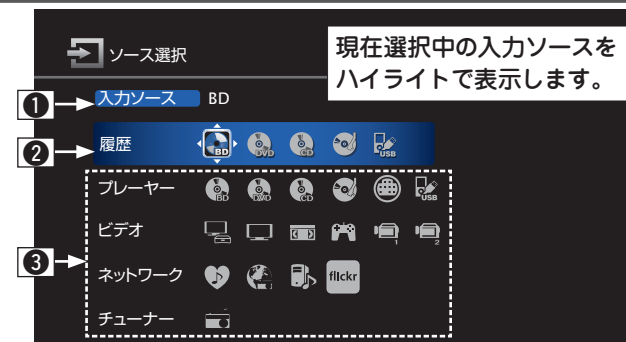 ソース選択
現在選択中の入力ソースを
ハイライトで表示します。
1 入力ソース BD
2 履歴 BD DVD CD USB
3
プレーヤー BD DVD CD USB
ビデオ 1 2
ネットワーク flickr
チューナー